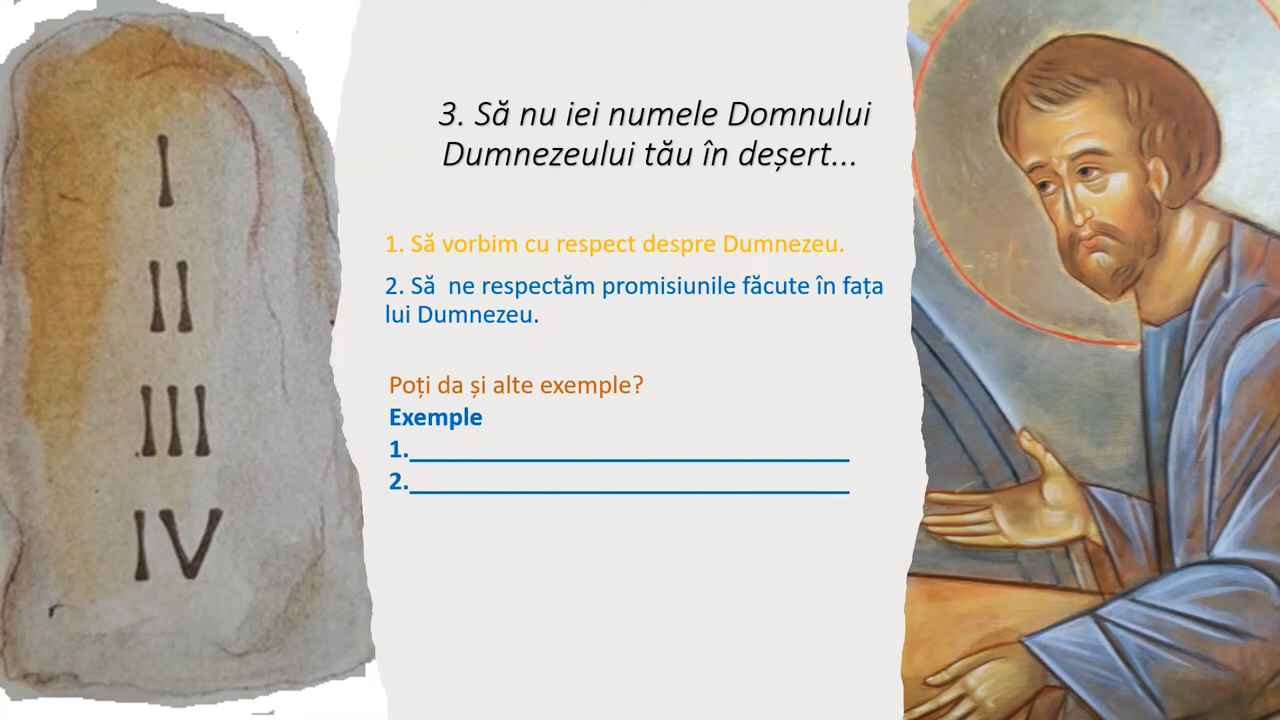 I
II
III
IV
3. Să nu iei numele Domnului
Dumnezeului tău în deșert...
1. Să vorbim cu respect despre Dumnezeu.
2. Să  ne respectăm promisiunile făcute în fața
lui Dumnezeu.
Poți da și alte exemple?
Exemple
1.__________________________________
2.__________________________________